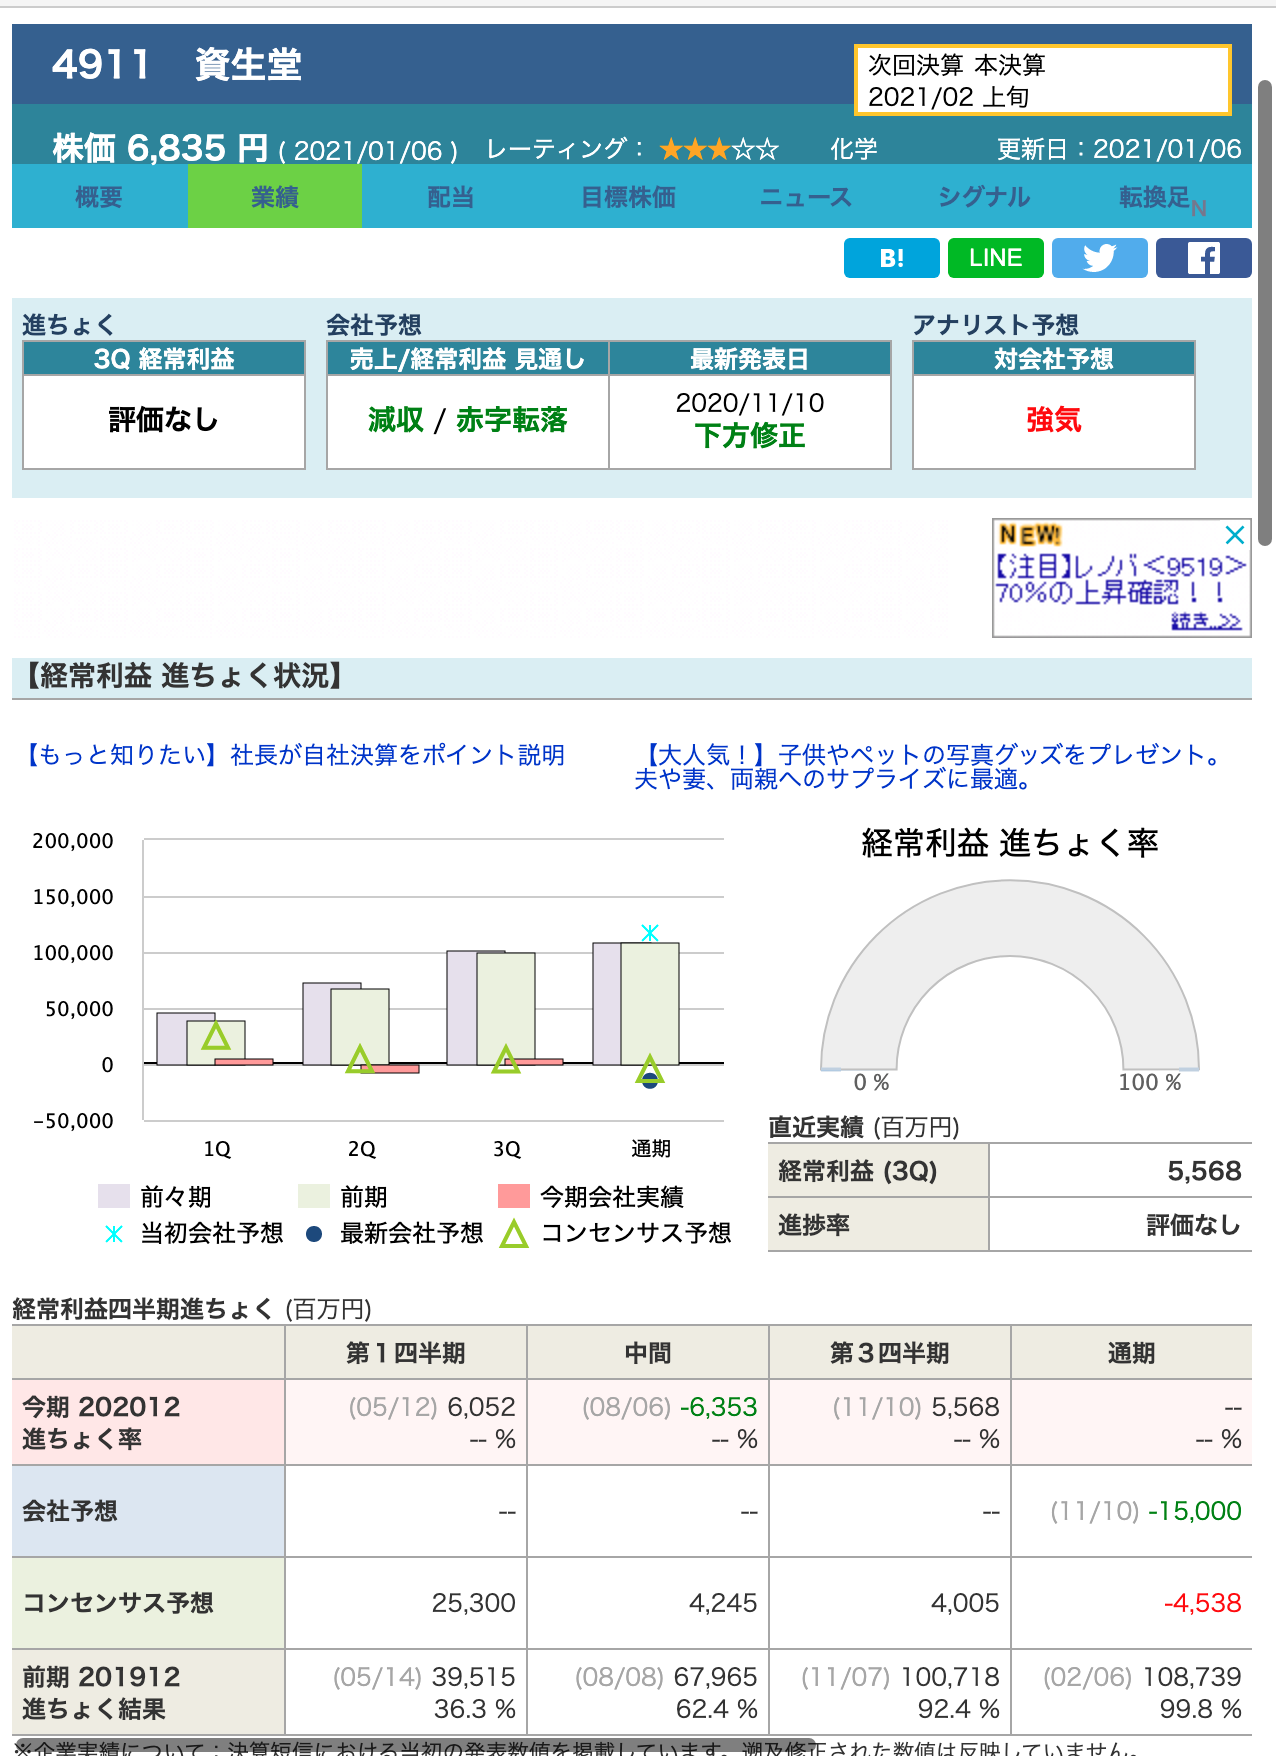 4911 資生堂
次回決算 本決算
2021/02 上旬
株価 6,835 円 ( 2021/01/06 ) レーティング： ★★★☆☆ 化学 更新日：2021/01/06
概要 業績 配当 目標株価 ニュース シグナル 転換足N
B! LINE
進ちょく 会社予想 アナリスト予想
3Q 経常利益 売上/経常利益 見通し 最新発表日 対会社予想
評価なし 減収 / 赤字転落 2020/11/10 強気
下方修正
NEW!
【注目】レノバ<9519>
70%の上昇確認！！
続き..>>
【経常利益 進ちょく状況】
【もっと知りたい】社長が自社決算をポイント説明
【大人気！】子供やペットの写真グッズをプレゼント。
夫や妻、両親へのサプライズに最適。
200,000
150,000
100,000
50,000
0
-50,000
1Q 2Q 3Q 通期
前々期 前期 今期会社実績
当初会社予想 最新会社予想 コンセンサス予想
経常利益 進ちょく率
0 % 100 %
直近実績 (百万円)
経常利益 (3Q) 5,568
進捗率 評価なし
経常利益四半期進ちょく (百万円)
第１四半期 中間 第３四半期 通期
今期 202012 (05/12) 6,052 (08/06) -6,353 (11/10) 5,568 --
進ちょく率 -- % -- % -- % -- %
会社予想 -- -- -- (11/10) -15,000
コンセンサス予想 25,300 4,245 4,005 -4,538
前期 201912 (05/14) 39,515 (08/08) 67,965 (11/07) 100,718 (02/06) 108,739
進ちょく結果 36.3 % 62.4 % 92.4 % 99.8 %
※企業実績について：決算短信における当初の発表数値を掲載しています。遡及修正された数値は反映していません。